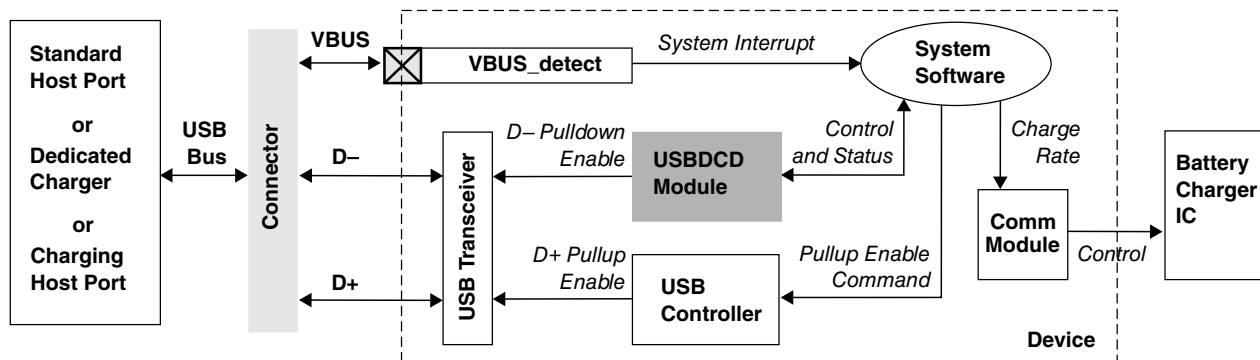 Standard
Host Port
or
Dedicated
Charger
or
Charging
Host Port
USB
Bus
Connector
VBUS
D–
D+
VBUS_detect
System Interrupt
System
Software
USB Transceiver
D– Pulldown
Enable
USBDCD
Module
Control
and Status
Charge
Rate
D+ Pullup
Enable
USB
Controller
Pullup Enable
Command
Comm
Module
Control
Battery
Charger
IC
Device